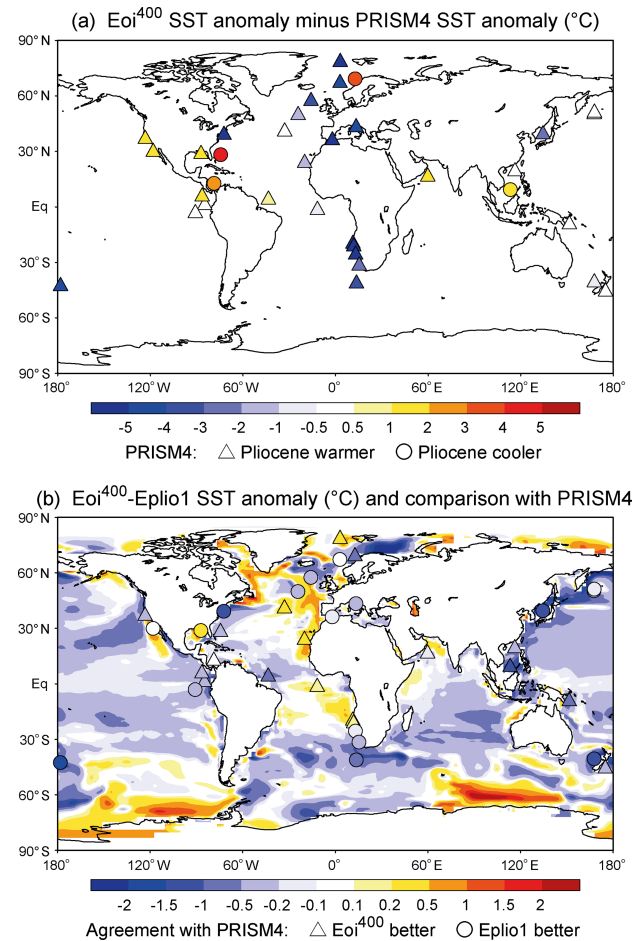 (a) Eoi⁴⁰⁰ SST anomaly minus PRISM4 SST anomaly (°C)
90° N
60° N
30° N
Eq
30° S
60° S
90° S
180° 120° W 60° W 0° 60° E 120° E 180°
-5 -4 -3 -2 -1 -0.5 0.5 1 2 3 4 5
PRISM4: △ Pliocene warmer ○ Pliocene cooler
(b) Eoi⁴⁰⁰-Eplio1 SST anomaly (°C) and comparison with PRISM4
90° N
60° N
30° N
Eq
30° S
60° S
90° S
180° 120° W 60° W 0° 60° E 120° E 180°
-2 -1.5 -1 -0.5 -0.2 -0.1 0.1 0.2 0.5 1 1.5 2
Agreement with PRISM4: △ Eoi⁴⁰⁰ better ○ Eplio1 better